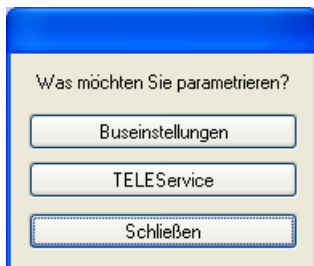 Was möchten Sie parametrieren?
Buseinstellungen
TELEService
Schließen